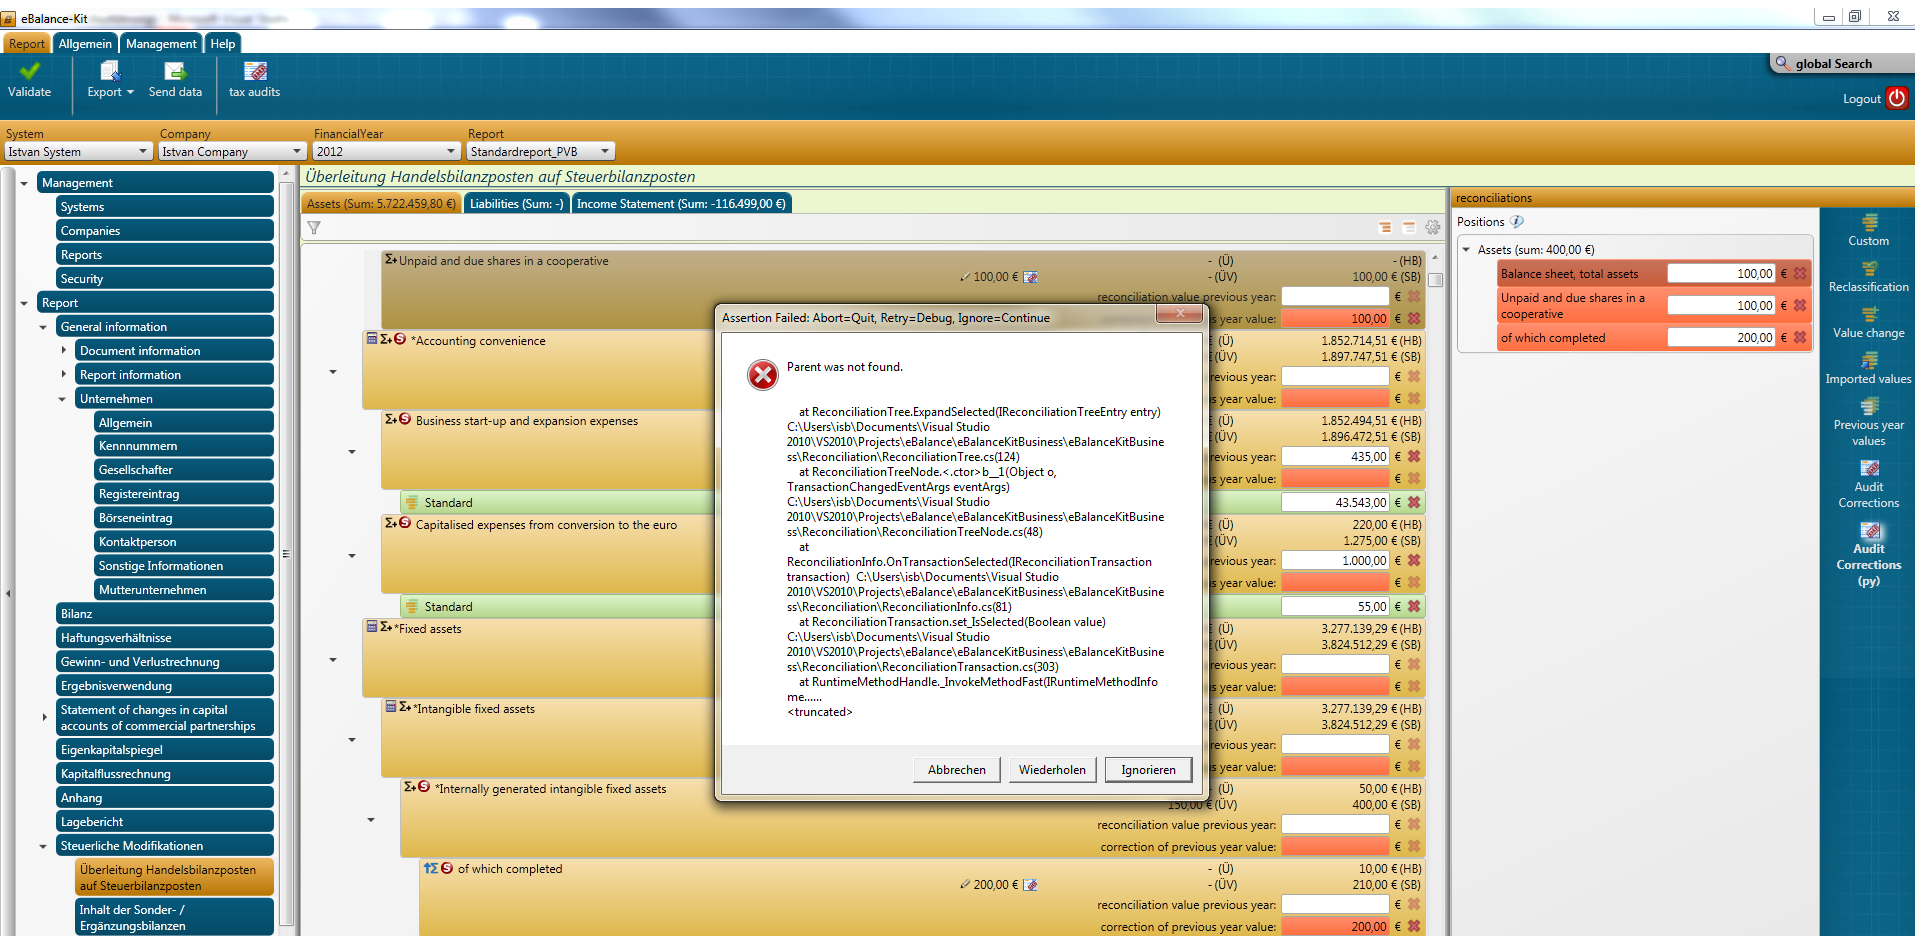 eBalance-Kit
Report Allgemein Management Help
Validate Export Send data tax audits
global Search
Logout
System Company FinancialYear Report
Istvan System Istvan Company 2012 Standardreport_PVB
Management
Systems
Companies
Reports
Security
Report
General information
Document information
Report information
Unternehmen
Allgemein
Kennnummern
Gesellschafter
Registereintrag
Börseneintrag
Kontaktperson
Sonstige Informationen
Mutterunternehmen
Bilanz
Haftungsverhältnisse
Gewinn- und Verlustrechnung
Ergebnisverwendung
Statement of changes in capital
accounts of commercial partnerships
Eigenkapitalspiegel
Kapitalflussrechnung
Anhang
Lagebericht
Steuerliche Modifikationen
Überleitung Handelsbilanzposten
auf Steuerbilanzposten
Inhalt der Sonder- /
Ergänzungsbilanzen
Überleitung Handelsbilanzposten auf Steuerbilanzposten
Assets (Sum: 5.722.459,80 €) Liabilities (Sum: -) Income Statement (Sum: -116.499,00 €)
Σ+ Unpaid and due shares in a cooperative - (Ü) - (HB)
100,00 € - (ÜV) 100,00 € (SB)
reconciliation value previous year: €
s year value: 100,00 €
Σ+ S *Accounting convenience (Ü) 1.852.714,51 € (HB)
€ (ÜV) 1.897.747,51 € (SB)
revious year: €
s year value: €
Σ+ S Business start-up and expansion expenses (Ü) 1.852.494,51 € (HB)
€ (ÜV) 1.896.472,51 € (SB)
revious year: 435,00 €
s year value: €
Standard 43.543,00 €
Σ+ S Capitalised expenses from conversion to the euro (Ü) 220,00 € (HB)
€ (ÜV) 1.275,00 € (SB)
revious year: 1.000,00 €
s year value: €
Standard 55,00 €
Σ+ *Fixed assets € (Ü) 3.277.139,29 € (HB)
€ (ÜV) 3.824.512,29 € (SB)
revious year: €
s year value: €
Σ+ *Intangible fixed assets € (Ü) 3.277.139,29 € (HB)
€ (ÜV) 3.824.512,29 € (SB)
revious year: €
s year value: €
Σ+ S *Internally generated intangible fixed assets (Ü) 50,00 € (HB)
150,00 € (ÜV) 400,00 € (SB)
reconciliation value previous year: €
correction of previous year value: €
Σ S of which completed - (Ü) 10,00 € (HB)
200,00 € - (ÜV) 210,00 € (SB)
reconciliation value previous year: €
correction of previous year value: 200,00 €
Assertion Failed: Abort=Quit, Retry=Debug, Ignore=Continue
Parent was not found.
at ReconciliationTree.ExpandSelected(IReconciliationTreeEntry entry)
C:\Users\isb\Documents\Visual Studio
2010\VS2010\Projects\eBalance\eBalanceKitBusiness\eBalanceKitBusine
ss\Reconciliation\ReconciliationTree.cs(124)
at ReconciliationTreeNode.<.ctor>b__1(Object o,
TransactionChangedEventArgs eventArgs)
C:\Users\isb\Documents\Visual Studio
2010\VS2010\Projects\eBalance\eBalanceKitBusiness\eBalanceKitBusine
ss\Reconciliation\ReconciliationTreeNode.cs(48)
at
ReconciliationInfo.OnTransactionSelected(IReconciliationTransaction
transaction) C:\Users\isb\Documents\Visual Studio
2010\VS2010\Projects\eBalance\eBalanceKitBusiness\eBalanceKitBusine
ss\Reconciliation\ReconciliationInfo.cs(81)
at ReconciliationTransaction.set_IsSelected(Boolean value)
C:\Users\isb\Documents\Visual Studio
2010\VS2010\Projects\eBalance\eBalanceKitBusiness\eBalanceKitBusine
ss\Reconciliation\ReconciliationTransaction.cs(303)
at RuntimeMethodHandle._InvokeMethodFast(IRuntimeMethodInfo
me......
<truncated>
Abbrechen Wiederholen Ignorieren
reconciliations
Positions
Assets (sum: 400,00 €)
Balance sheet, total assets 100,00 €
Unpaid and due shares in a
cooperative 100,00 €
of which completed 200,00 €
Custom
Reclassification
Value change
Imported values
Previous year
values
Audit
Corrections
Audit
Corrections
(py)